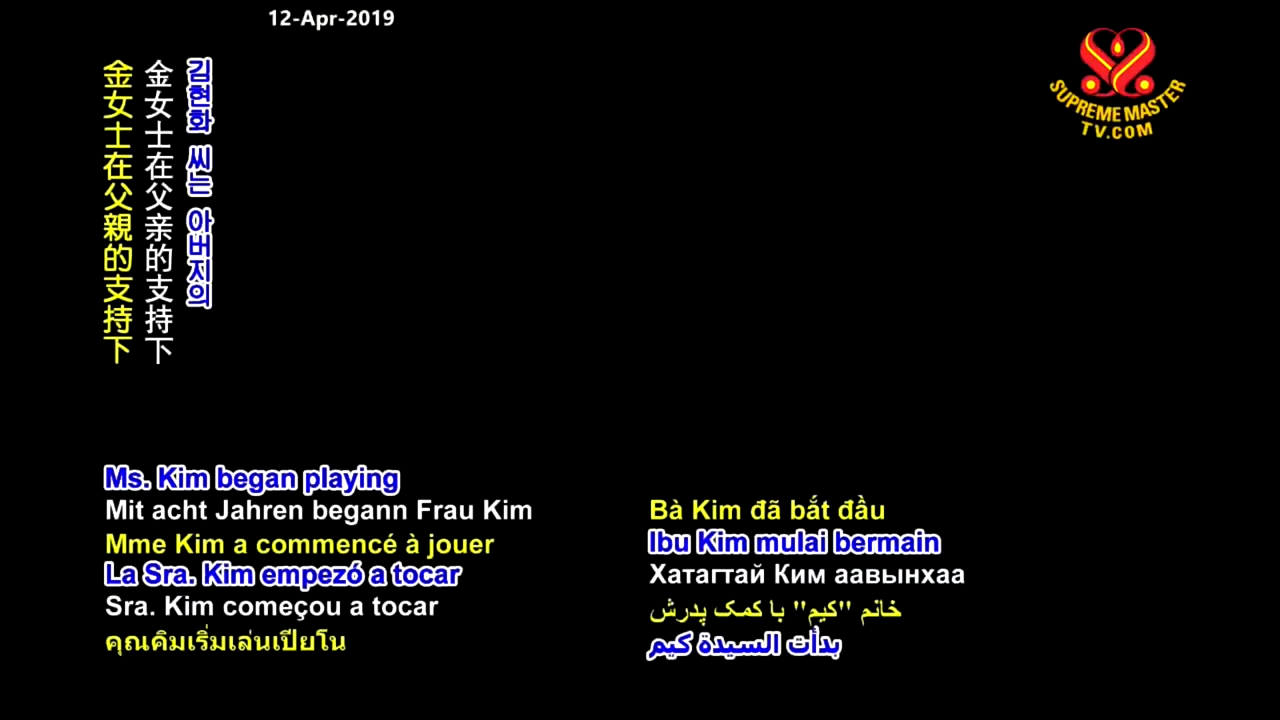 12-Apr-2019
SUPREME MASTER
TV.COM
金女士在父親的支持下
金女士在父亲的支持下
김현화 씨는 아버지의
Ms. Kim began playing
Mit acht Jahren begann Frau Kim
Mme Kim a commencé à jouer
La Sra. Kim empezó a tocar
Sra. Kim começou a tocar
คุณคิมเริ่มเล่นเปียโน
Bà Kim đã bắt đầu
Ibu Kim mulai bermain
Хатагтай Ким аавынхаа
خانم "کیم" با کمک پدرش
بدأت السيدة كيم